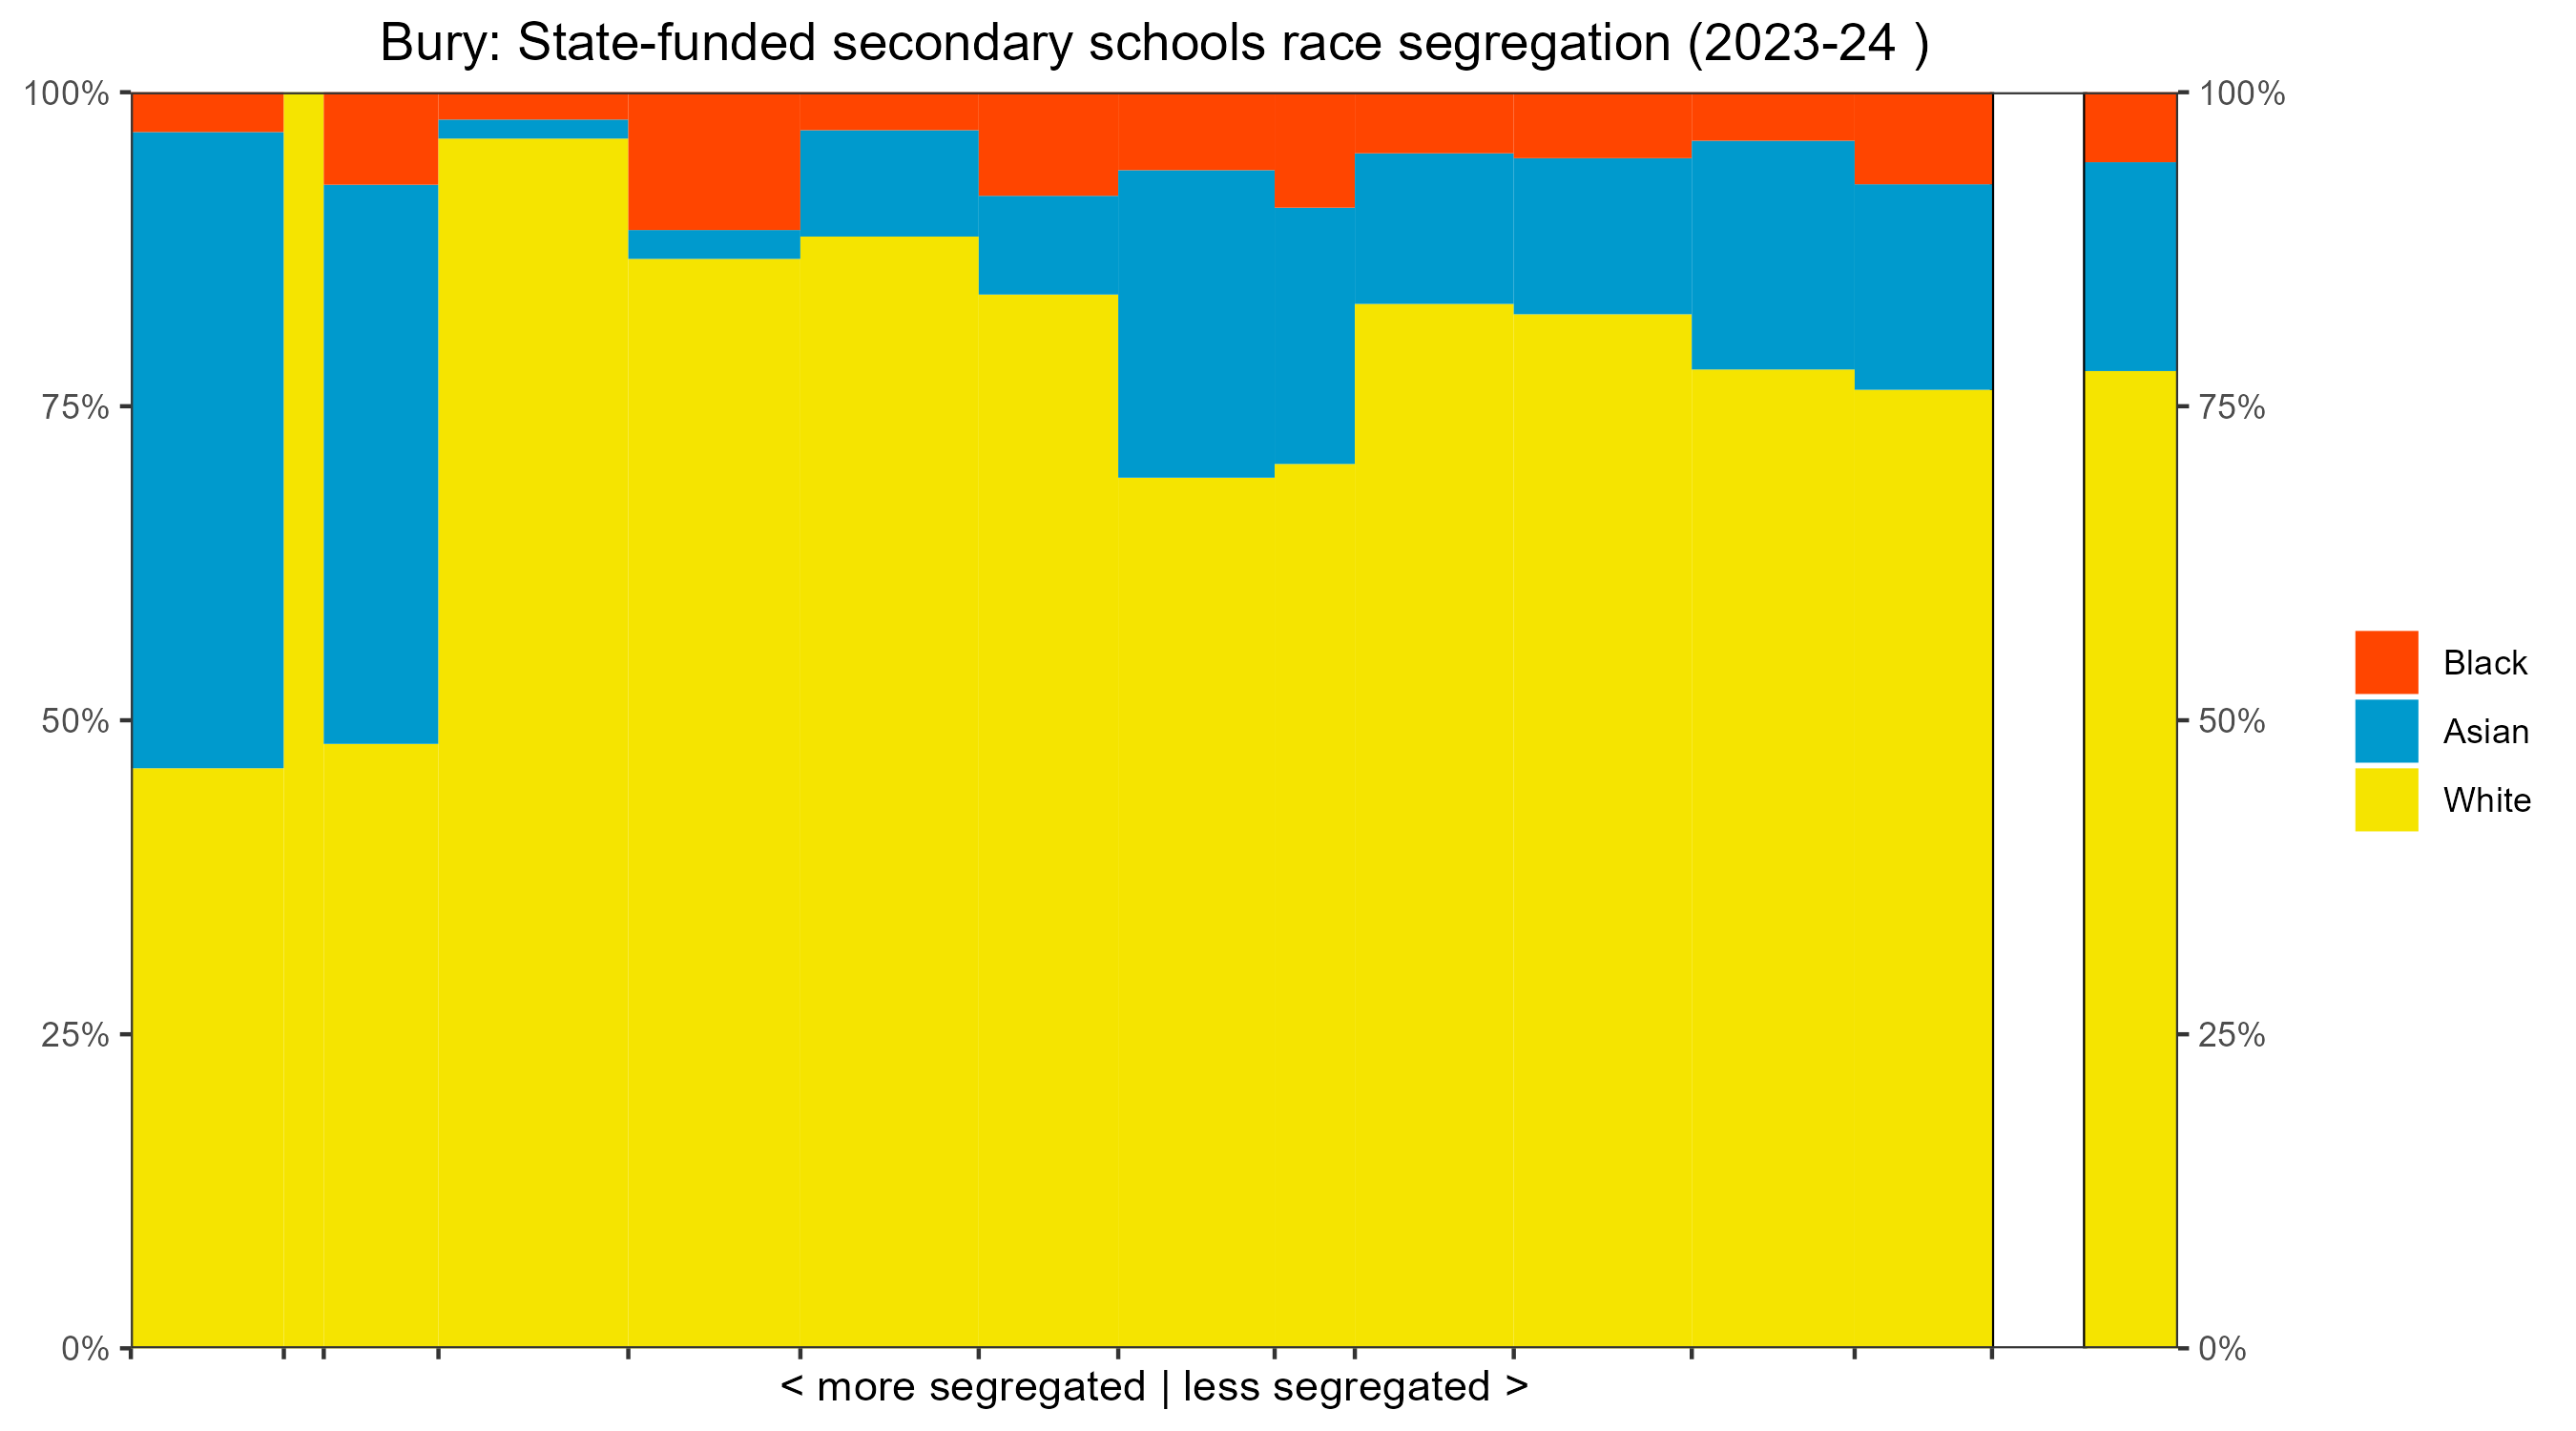 Bury: State-funded secondary schools race segregation (2023-24 )
100%
75%
50%
25%
0%
100%
75%
50%
25%
0%
Black
Asian
White
< more segregated | less segregated >